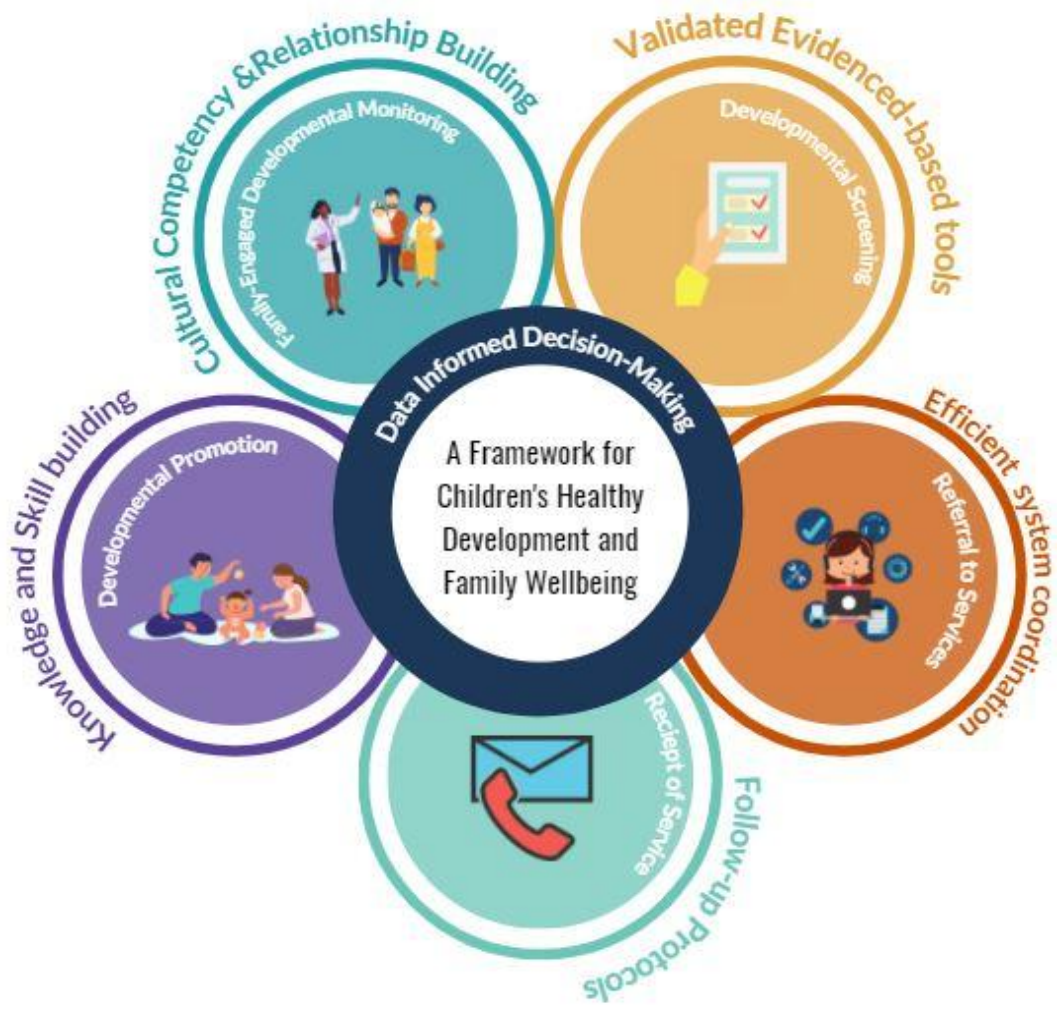 Cultural Competency &Relationship Building
Family-Engaged Developmental Monitoring
Validated Evidenced-based tools
Developmental Screening
Knowledge and Skill building
Developmental Promotion
Data Informed Decision-Making
A Framework for
Children's Healthy
Development and
Family Wellbeing
Efficient system coordination
Referral to Services
Reciept of Service
Follow-up Protocols